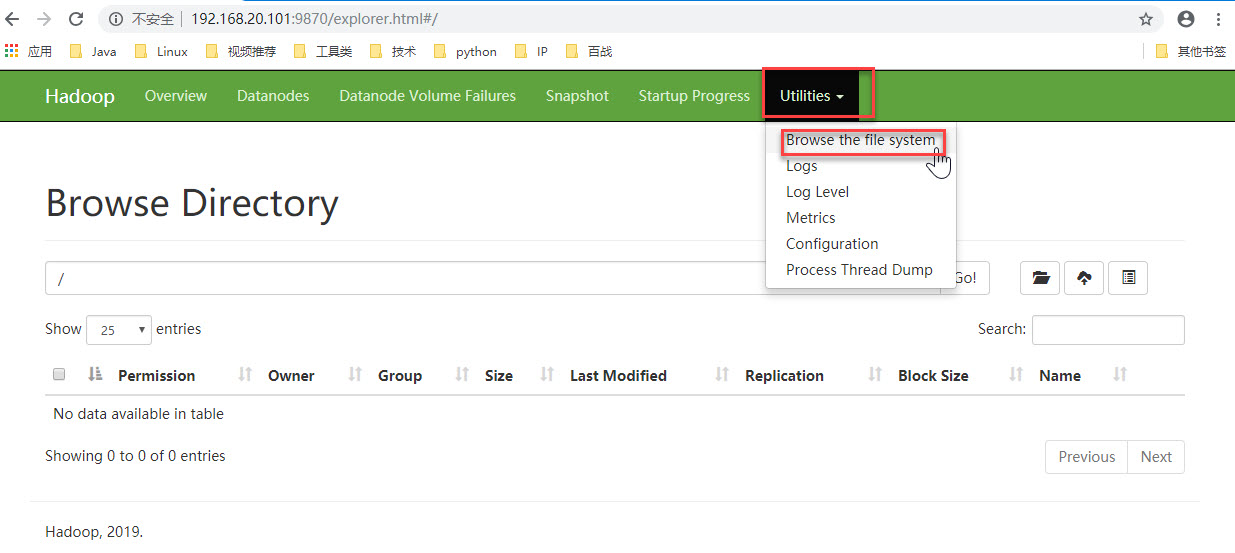 不安全 | 192.168.20.101:9870/explorer.html#/
应用 Java Linux 视频推荐 工具类 技术 python IP 百战 其他书签
Hadoop Overview Datanodes Datanode Volume Failures Snapshot Startup Progress Utilities
Browse the file system
Logs
Log Level
Metrics
Configuration
Process Thread Dump
Browse Directory
/ Go!
Show 25 entries Search:
Permission Owner Group Size Last Modified Replication Block Size Name
No data available in table
Showing 0 to 0 of 0 entries Previous Next
Hadoop, 2019.